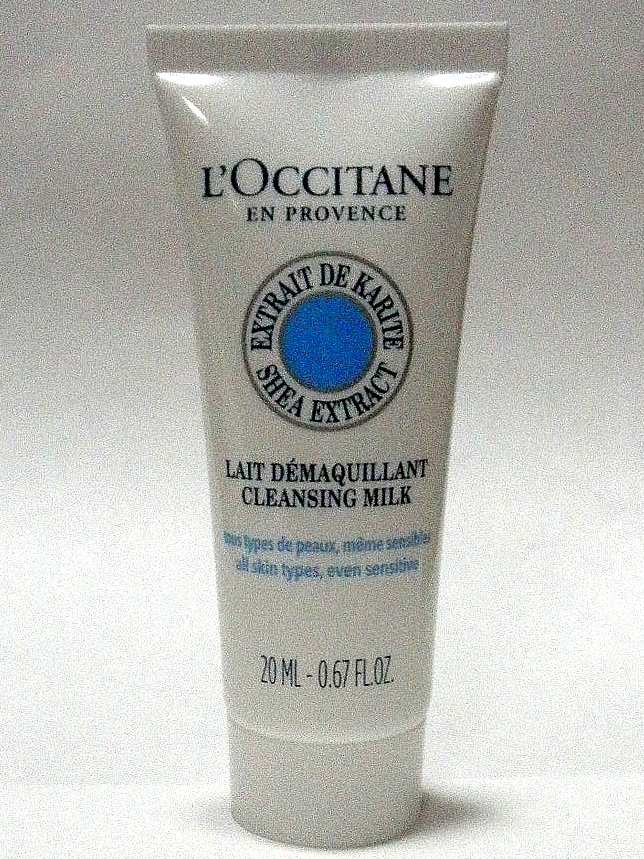 L'OCCITANE
EN PROVENCE
EXTRAIT DE KARITÉ
SHEA EXTRACT
LAIT DÉMAQUILLANT
CLEANSING MILK
tous types de peaux, même sensibles
all skin types, even sensitive
20 ML - 0.67 FL.OZ.